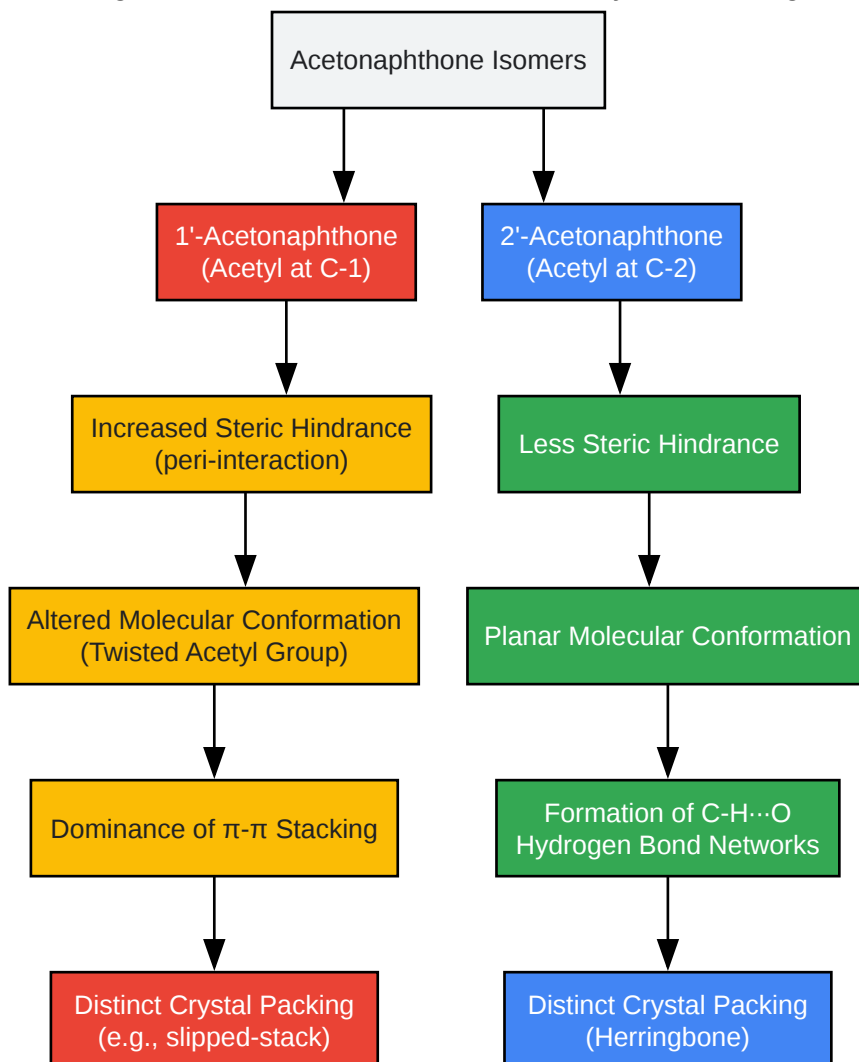 Acetonaphthone Isomers
1'-Acetonaphthone
(Acetyl at C-1)
2'-Acetonaphthone
(Acetyl at C-2)
Increased Steric Hindrance
(peri-interaction)
Less Steric Hindrance
Altered Molecular Conformation
(Twisted Acetyl Group)
Planar Molecular Conformation
Dominance of π-π Stacking
Formation of C-H···O
Hydrogen Bond Networks
Distinct Crystal Packing
(e.g., slipped-stack)
Distinct Crystal Packing
(Herringbone)